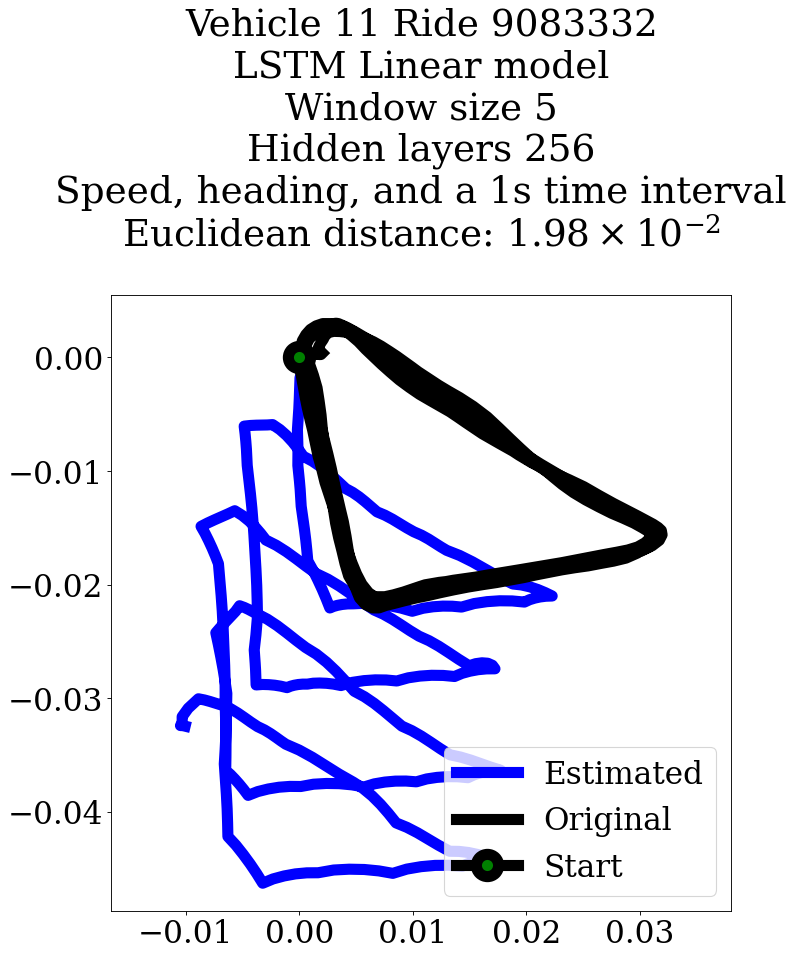 Vehicle 11 Ride 9083332
LSTM Linear model
Window size 5
Hidden layers 256
Speed, heading, and a 1s time interval
Euclidean distance: 1.98 × 10⁻²
0.00
−0.01
−0.02
−0.03
−0.04
Estimated
Original
Start
−0.01 0.00 0.01 0.02 0.03